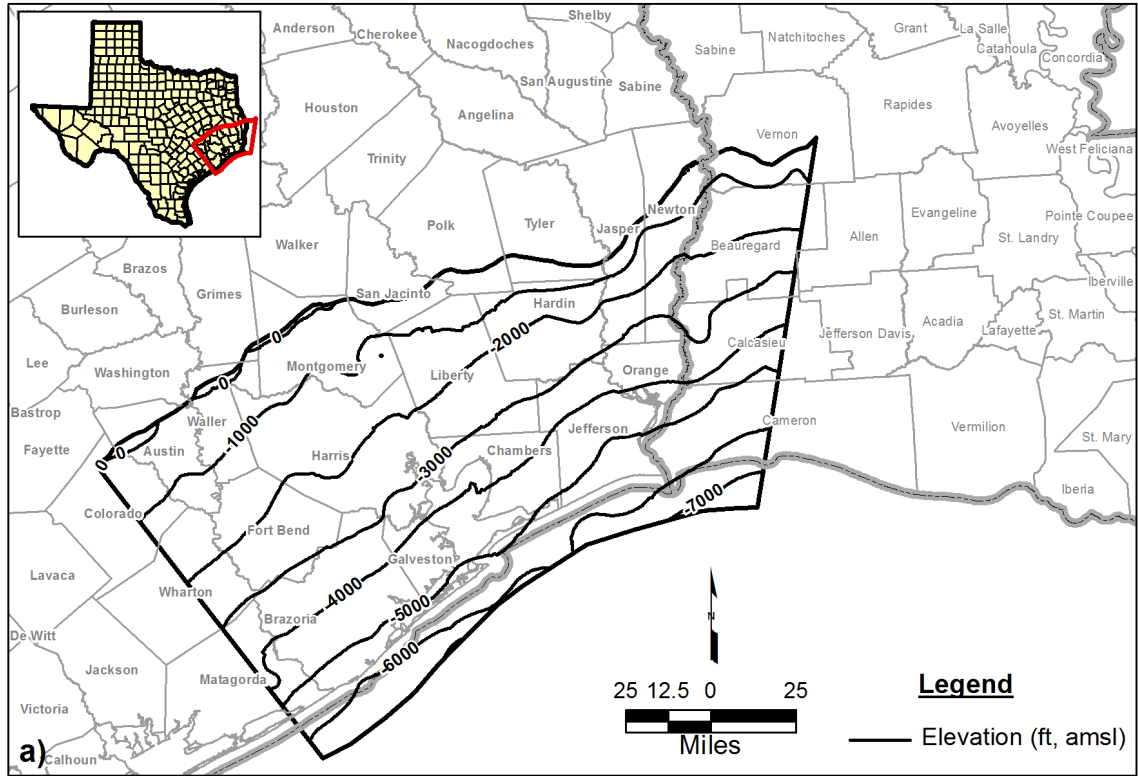 Shelby
Anderson
Cherokee
Nacogdoches
Sabine
Natchitoches
Grant
La Salle
Catahoula
Concordia
San Augustine
Sabine
Houston
Angelina
Rapides
Avoyelles
Vernon
West Feliciana
Trinity
Newton
Evangeline
Pointe Coupee
Polk
Tyler
Jasper
Walker
Beauregard
Allen
St. Landry
Brazos
Grimes
San Jacinto
Hardin
Iberville
Burleson
-2000
Acadia
St. Martin
0
Jefferson Davis
Lafayette
Calcasieu
Lee
Washington
0
Montgomery
Liberty
Orange
Bastrop
Waller
-1000
Jefferson
Cameron
Vermilion
St. Mary
Fayette
Austin
0
0
Harris
-3000
Chambers
Iberia
-7000
Colorado
Fort Bend
Galveston
Lavaca
Wharton
-4000
-5000
Brazoria
N
De Witt
-6000
Jackson
Matagorda
25 12.5 0 25
Miles
Legend
Elevation (ft, amsl)
Victoria
a)
Calhoun